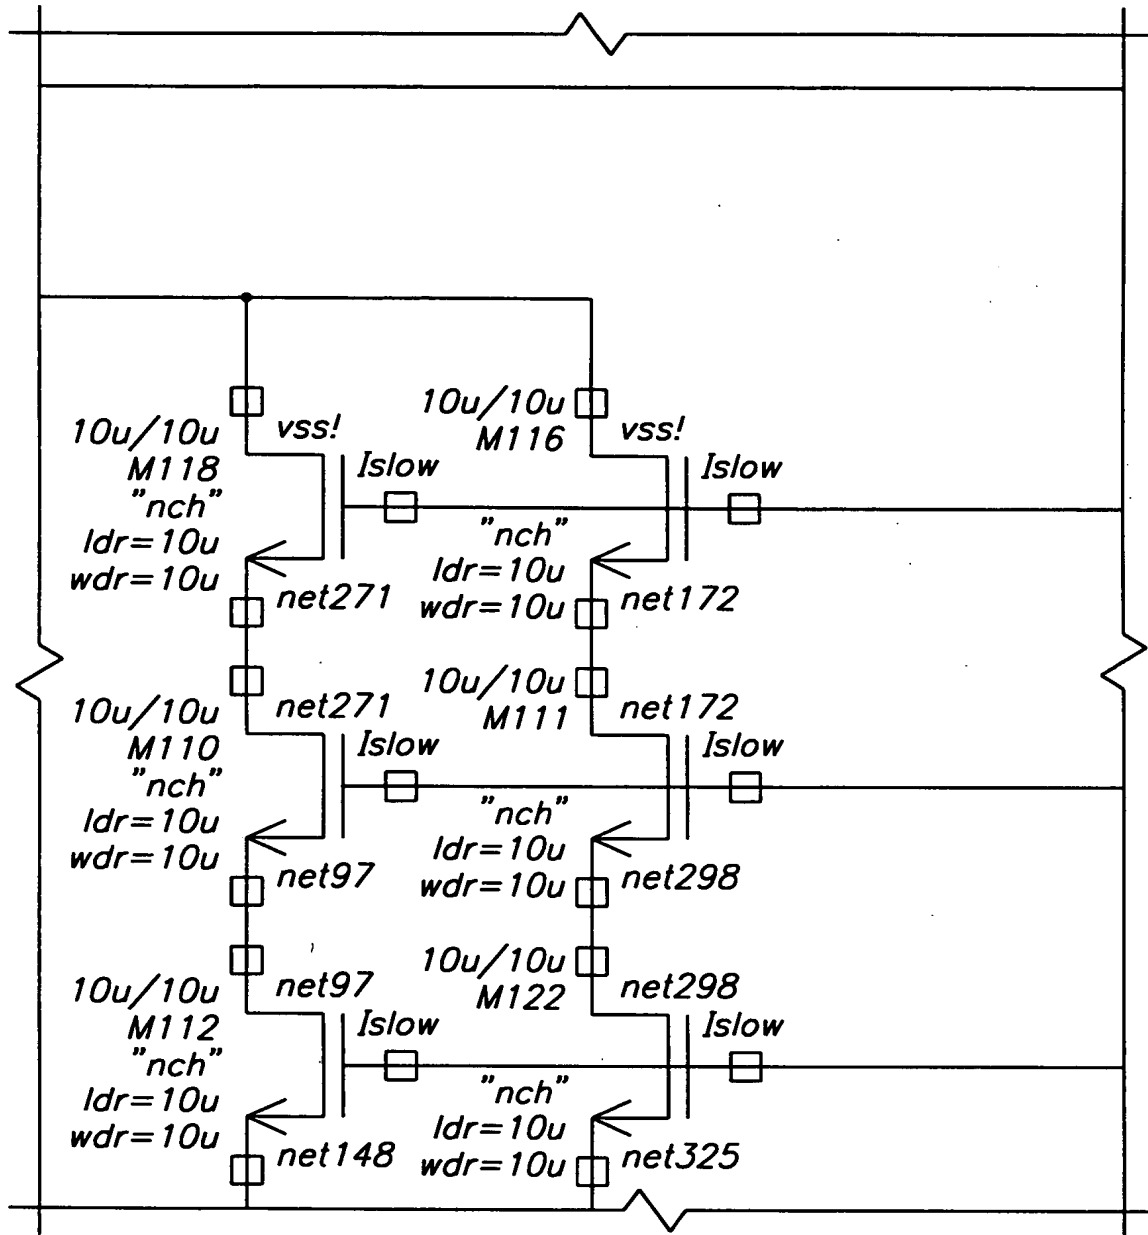 10u/10u
M118
"nch"
ldr=10u
wdr=10u
vss!
Islow
net271
10u/10u
M116
"nch"
ldr=10u
wdr=10u
vss!
Islow
net172
10u/10u
M110
"nch"
ldr=10u
wdr=10u
net271
Islow
net97
10u/10u
M111
"nch"
ldr=10u
wdr=10u
net172
Islow
net298
10u/10u
M112
"nch"
ldr=10u
wdr=10u
net97
Islow
net148
10u/10u
M122
"nch"
ldr=10u
wdr=10u
net298
Islow
net325